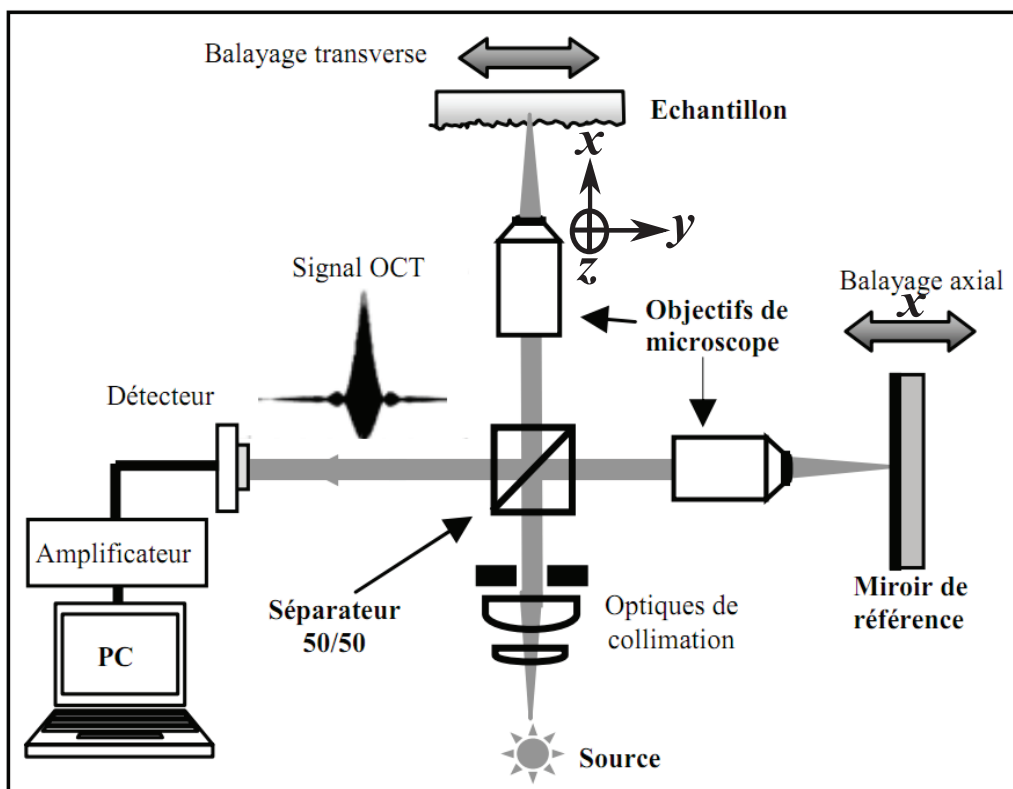 Balayage transverse
Echantillon
x
y
z
Signal OCT
Balayage axial
x
Objectifs de
microscope
Détecteur
Amplificateur
Séparateur
50/50
Optiques de
collimation
Miroir de
référence
PC
Source